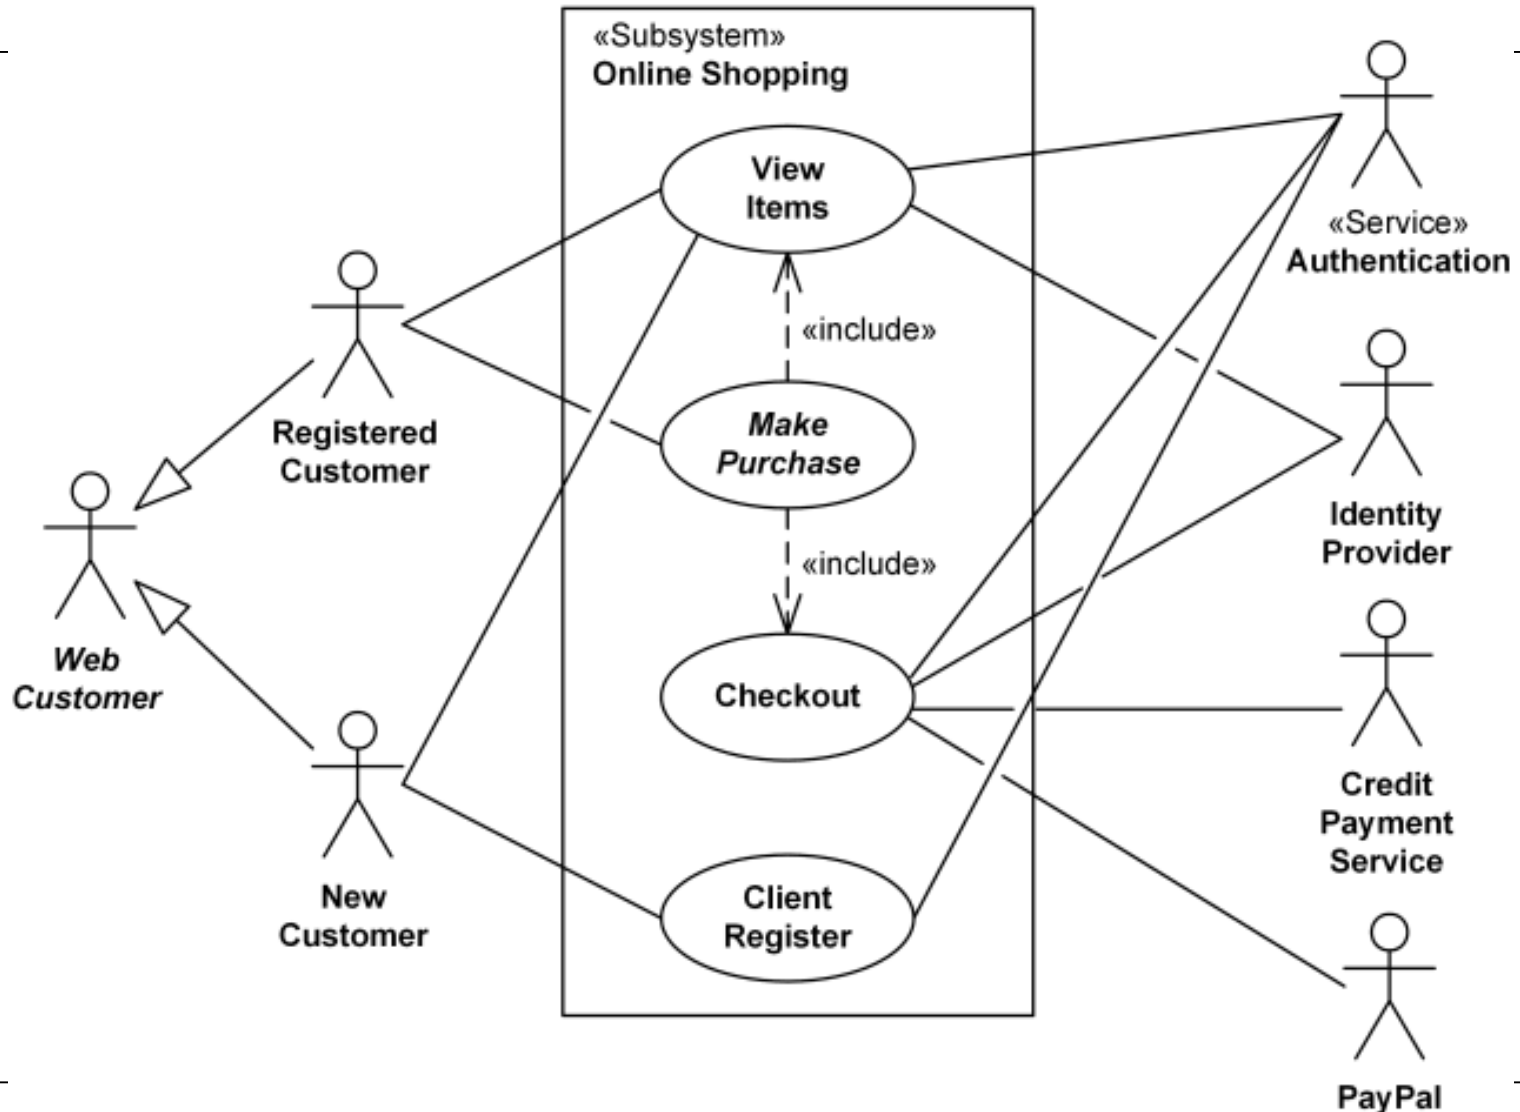 «Subsystem»
Online Shopping
View
Items
«include»
Make
Purchase
«include»
Checkout
Client
Register
Registered
Customer
Web
Customer
New
Customer
«Service»
Authentication
Identity
Provider
Credit
Payment
Service
PayPal